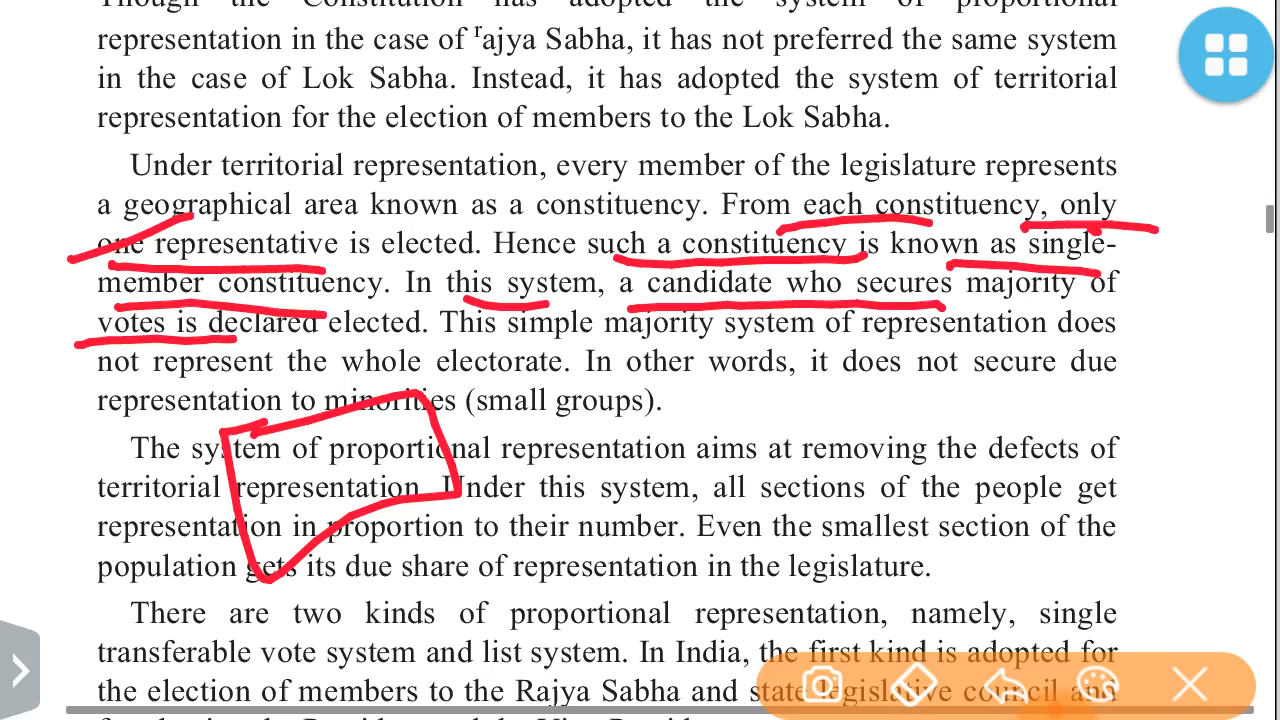 Though the Constitution has adopted the system of proportional
representation in the case of rajya Sabha, it has not preferred the same system
in the case of Lok Sabha. Instead, it has adopted the system of territorial
representation for the election of members to the Lok Sabha.
Under territorial representation, every member of the legislature represents
a geographical area known as a constituency. From each constituency, only
one representative is elected. Hence such a constituency is known as single-
member constituency. In this system, a candidate who secures majority of
votes is declared elected. This simple majority system of representation does
not represent the whole electorate. In other words, it does not secure due
representation to minorities (small groups).
The system of proportional representation aims at removing the defects of
territorial representation. Under this system, all sections of the people get
representation in proportion to their number. Even the smallest section of the
population gets its due share of representation in the legislature.
There are two kinds of proportional representation, namely, single
transferable vote system and list system. In India, the first kind is adopted for
the election of members to the Rajya Sabha and state legislative council and